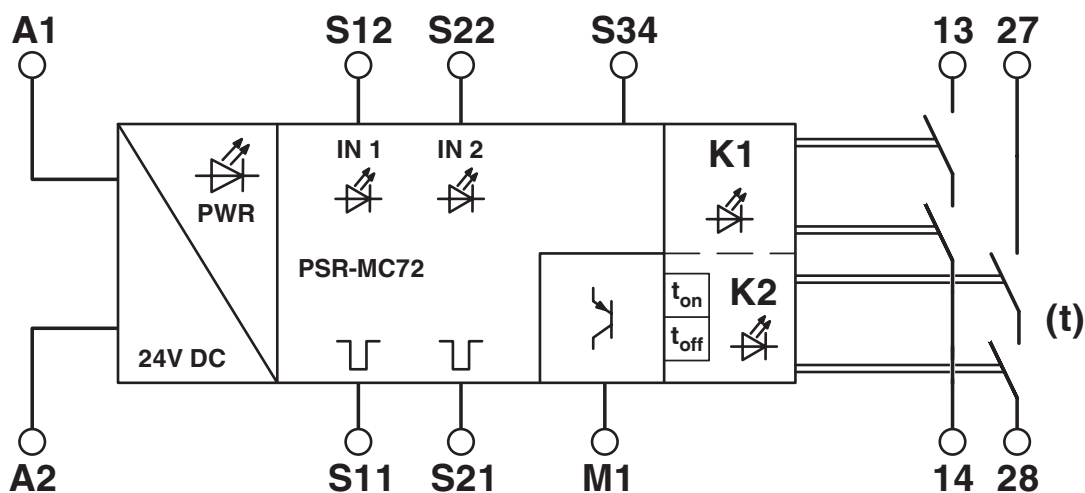 A1 S12 S22 S34 13 27
IN 1 IN 2 K1
PWR
PSR-MC72
ton K2
(t)
toff
24V DC
A2 S11 S21 M1 14 28